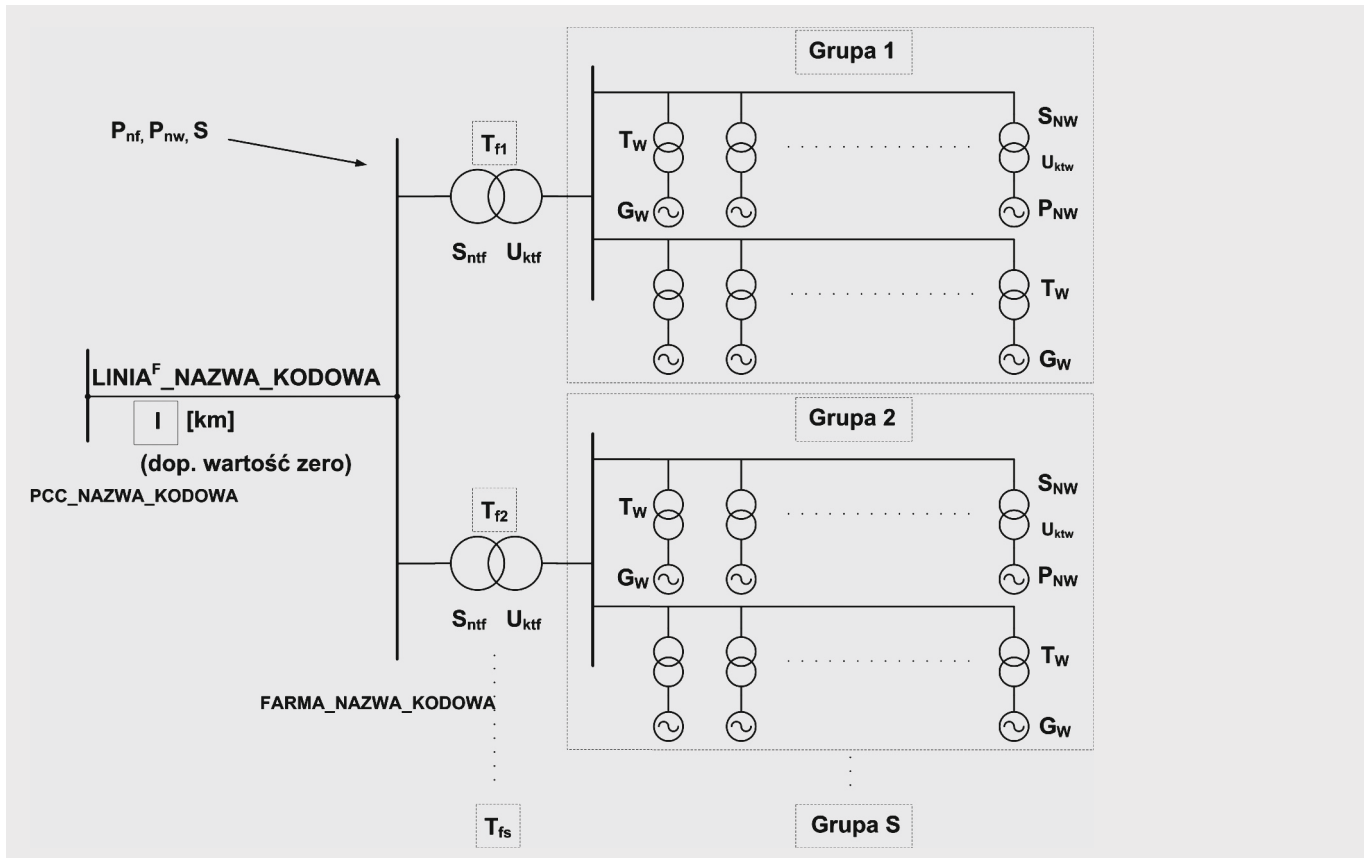 Grupa 1
Pnf, Pnw, S
Tf1
Sntf Uktf
TW
GW
SNW
Uktw
PNW
TW
GW
LINIAF_NAZWA_KODOWA
l [km]
(dop. wartość zero)
PCC_NAZWA_KODOWA
Grupa 2
Tf2
Sntf Uktf
TW
GW
SNW
Uktw
PNW
TW
GW
FARMA_NAZWA_KODOWA
Tfs
Grupa S